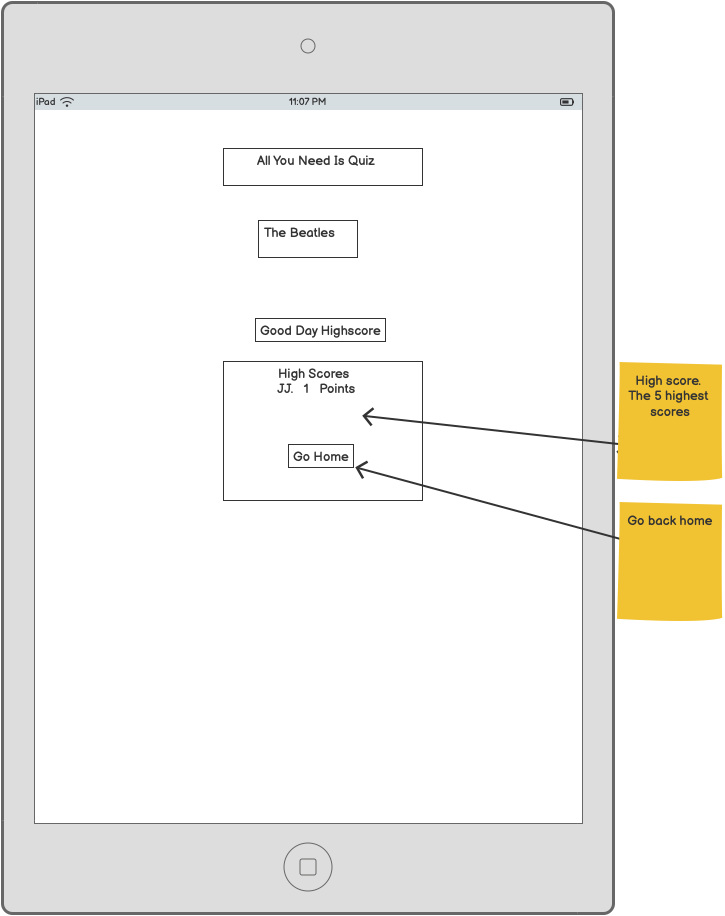 iPad 11:07 PM
All You Need Is Quiz
The Beatles
Good Day Highscore
High Scores
JJ. 1 Points
Go Home
High score.
The 5 highest
scores
Go back home